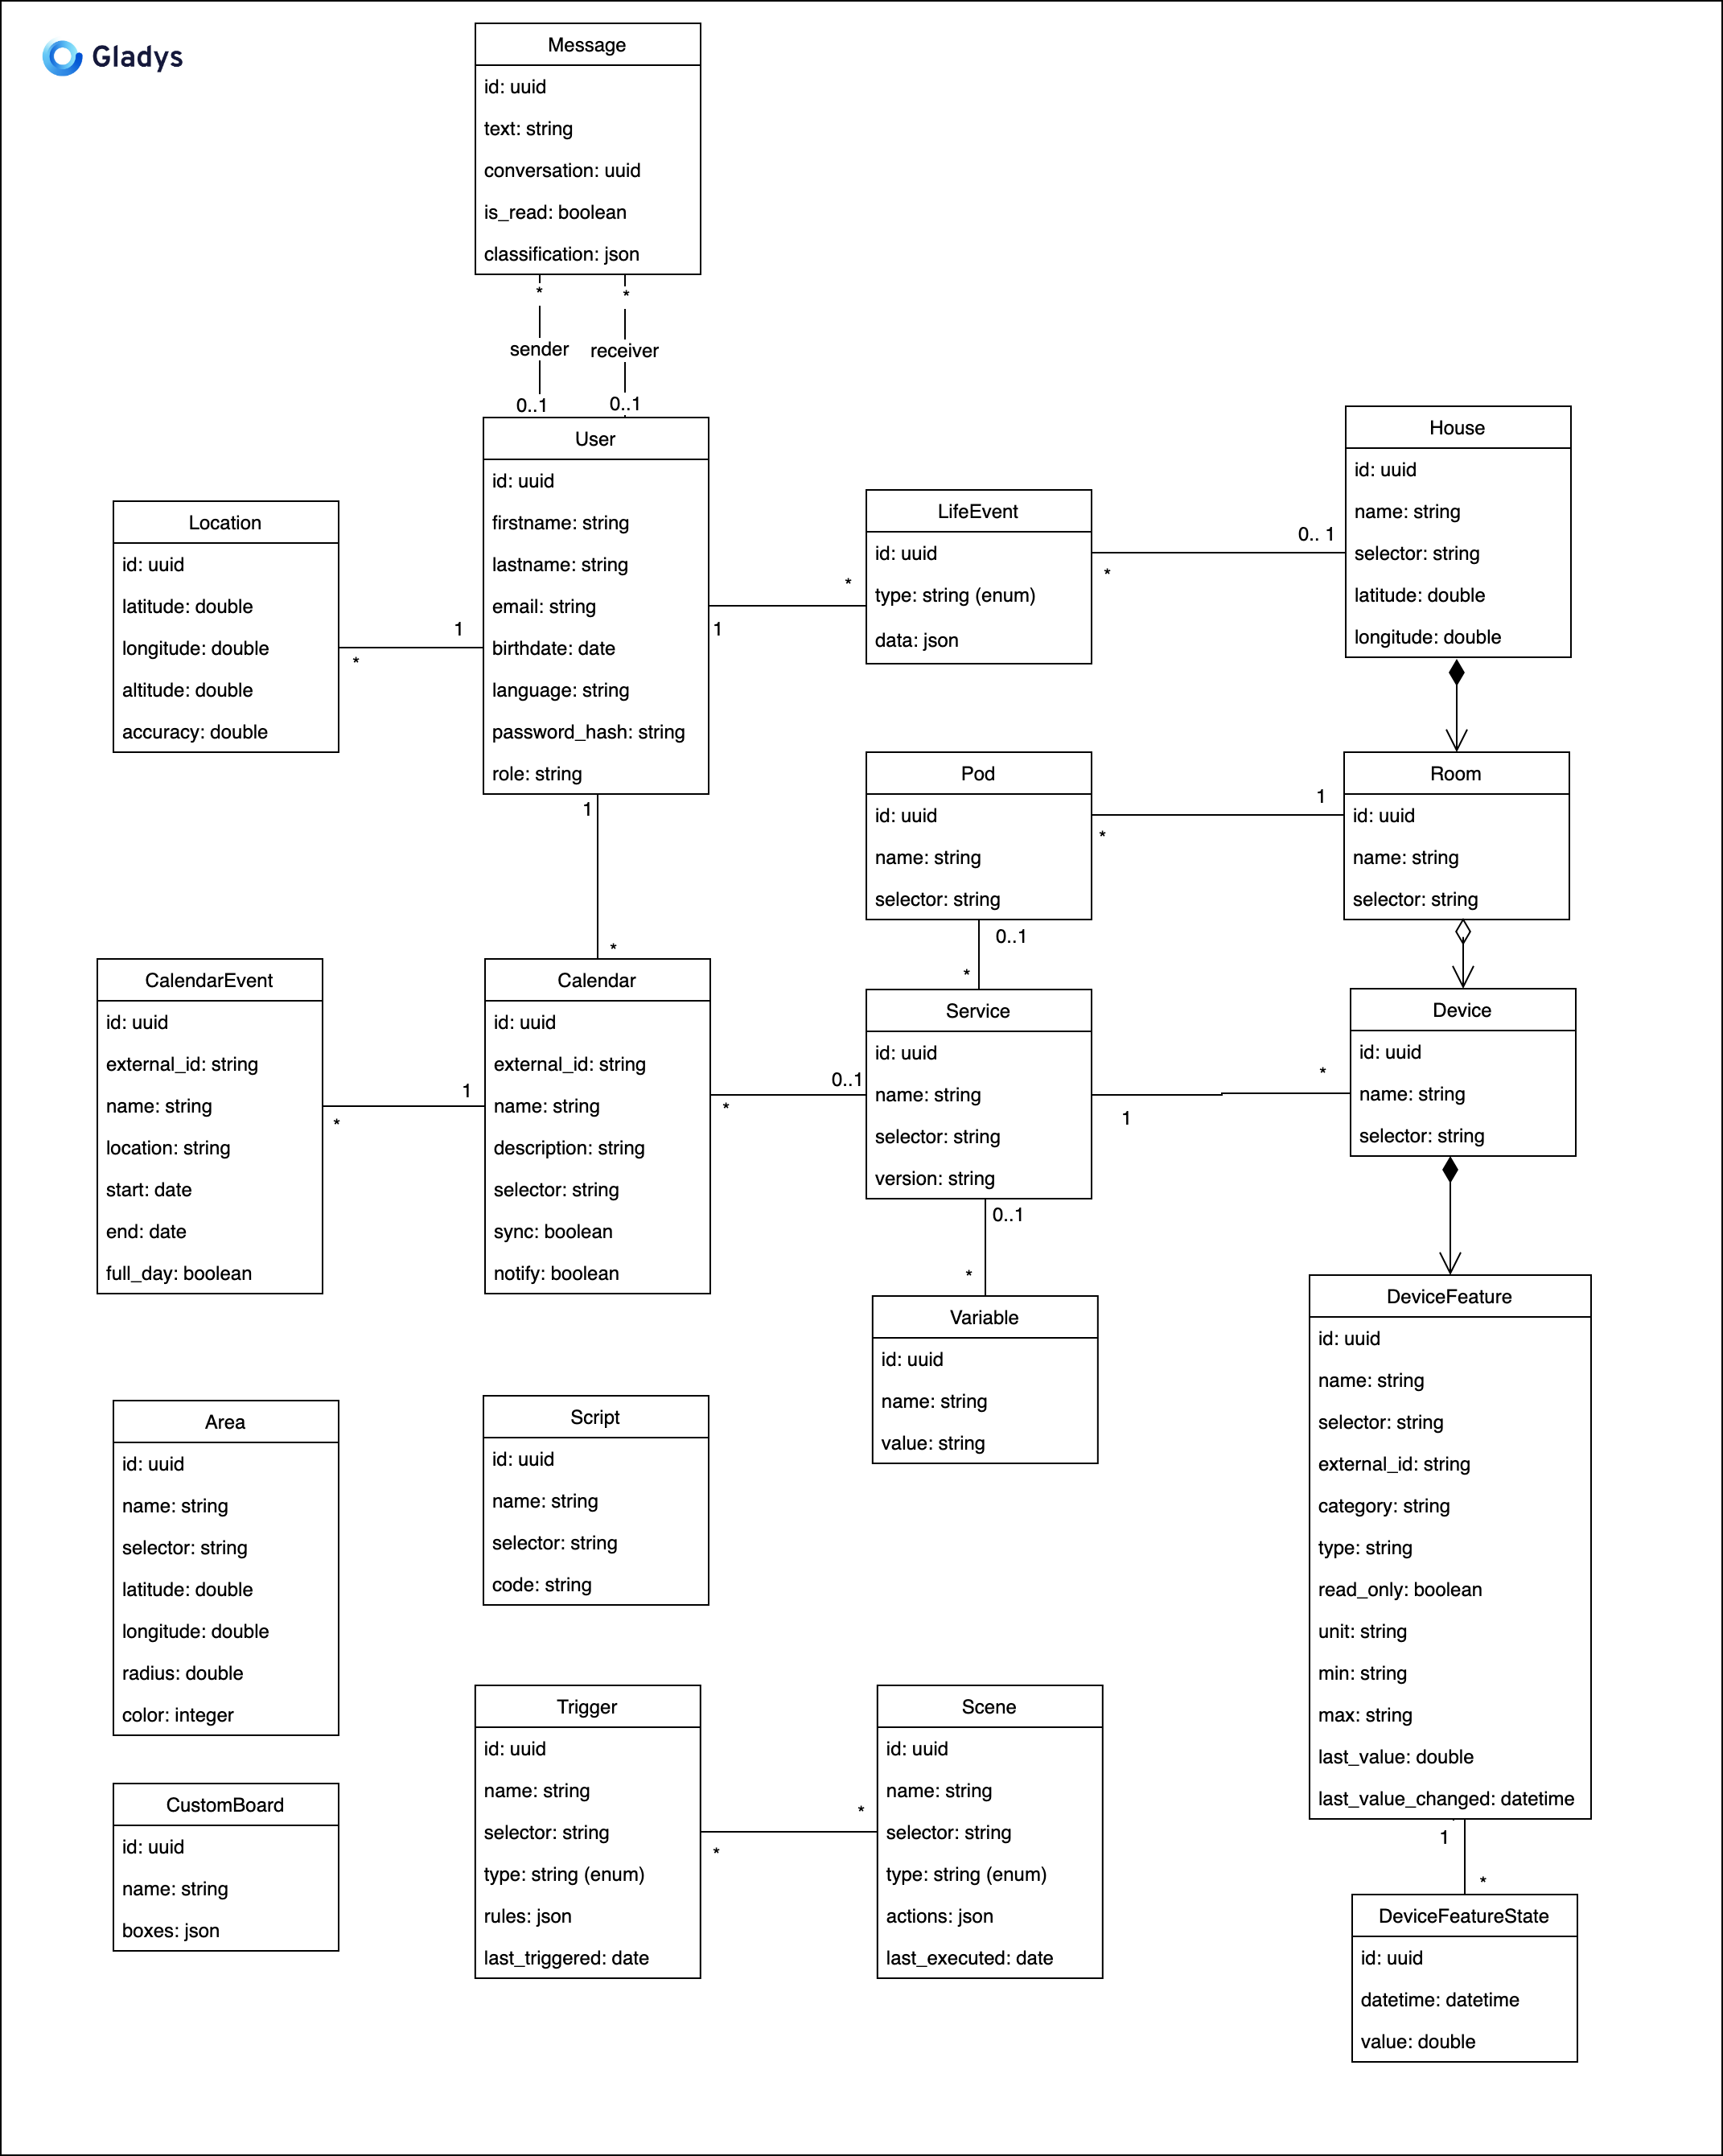 Gladys
Message
id: uuid
text: string
conversation: uuid
is_read: boolean
classification: json
*
*
sender
receiver
0..1
0..1
User
id: uuid
firstname: string
lastname: string
email: string
birthdate: date
language: string
password_hash: string
role: string
Location
id: uuid
latitude: double
longitude: double
altitude: double
accuracy: double
1
*
LifeEvent
id: uuid
type: string (enum)
data: json
*
1
House
id: uuid
name: string
selector: string
latitude: double
longitude: double
0.. 1
*
Pod
id: uuid
name: string
selector: string
Room
id: uuid
name: string
selector: string
1
*
1
*
0..1
*
CalendarEvent
id: uuid
external_id: string
name: string
location: string
start: date
end: date
full_day: boolean
1
*
Calendar
id: uuid
external_id: string
name: string
description: string
selector: string
sync: boolean
notify: boolean
0..1
*
Service
id: uuid
name: string
selector: string
version: string
*
1
Device
id: uuid
name: string
selector: string
0..1
*
Variable
id: uuid
name: string
value: string
DeviceFeature
id: uuid
name: string
selector: string
external_id: string
category: string
type: string
read_only: boolean
unit: string
min: string
max: string
last_value: double
last_value_changed: datetime
Area
id: uuid
name: string
selector: string
latitude: double
longitude: double
radius: double
color: integer
Script
id: uuid
name: string
selector: string
code: string
CustomBoard
id: uuid
name: string
boxes: json
Trigger
id: uuid
name: string
selector: string
type: string (enum)
rules: json
last_triggered: date
*
*
Scene
id: uuid
name: string
selector: string
type: string (enum)
actions: json
last_executed: date
1
*
DeviceFeatureState
id: uuid
datetime: datetime
value: double